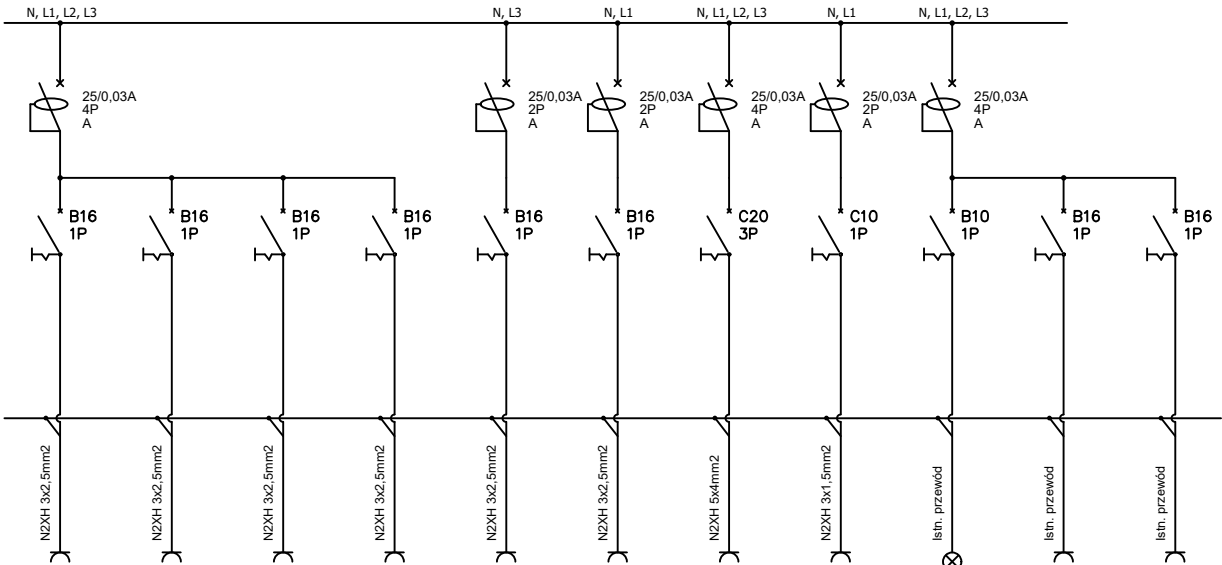 N, L1, L2, L3
N, L3
N, L1
N, L1, L2, L3
N, L1
N, L1, L2, L3
25/0,03A
4P
A
25/0,03A
2P
A
25/0,03A
2P
A
25/0,03A
4P
A
25/0,03A
2P
A
25/0,03A
4P
A
B16
1P
B16
1P
B16
1P
B16
1P
B16
1P
B16
1P
C20
3P
C10
1P
B10
1P
B16
1P
B16
1P
N2XH 3x2,5mm2
N2XH 3x2,5mm2
N2XH 3x2,5mm2
N2XH 3x2,5mm2
N2XH 3x2,5mm2
N2XH 3x2,5mm2
N2XH 5x4mm2
N2XH 3x1,5mm2
Istn. przewód
Istn. przewód
Istn. przewód